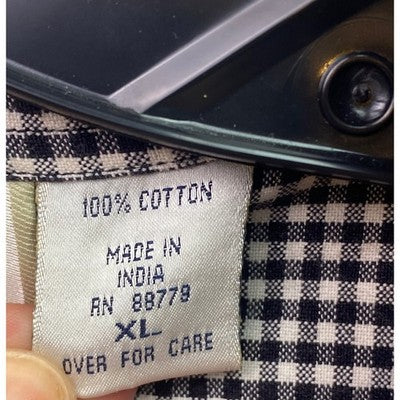 100% COTTON
MADE IN
INDIA
RN 88779
XL
OVER FOR CARE